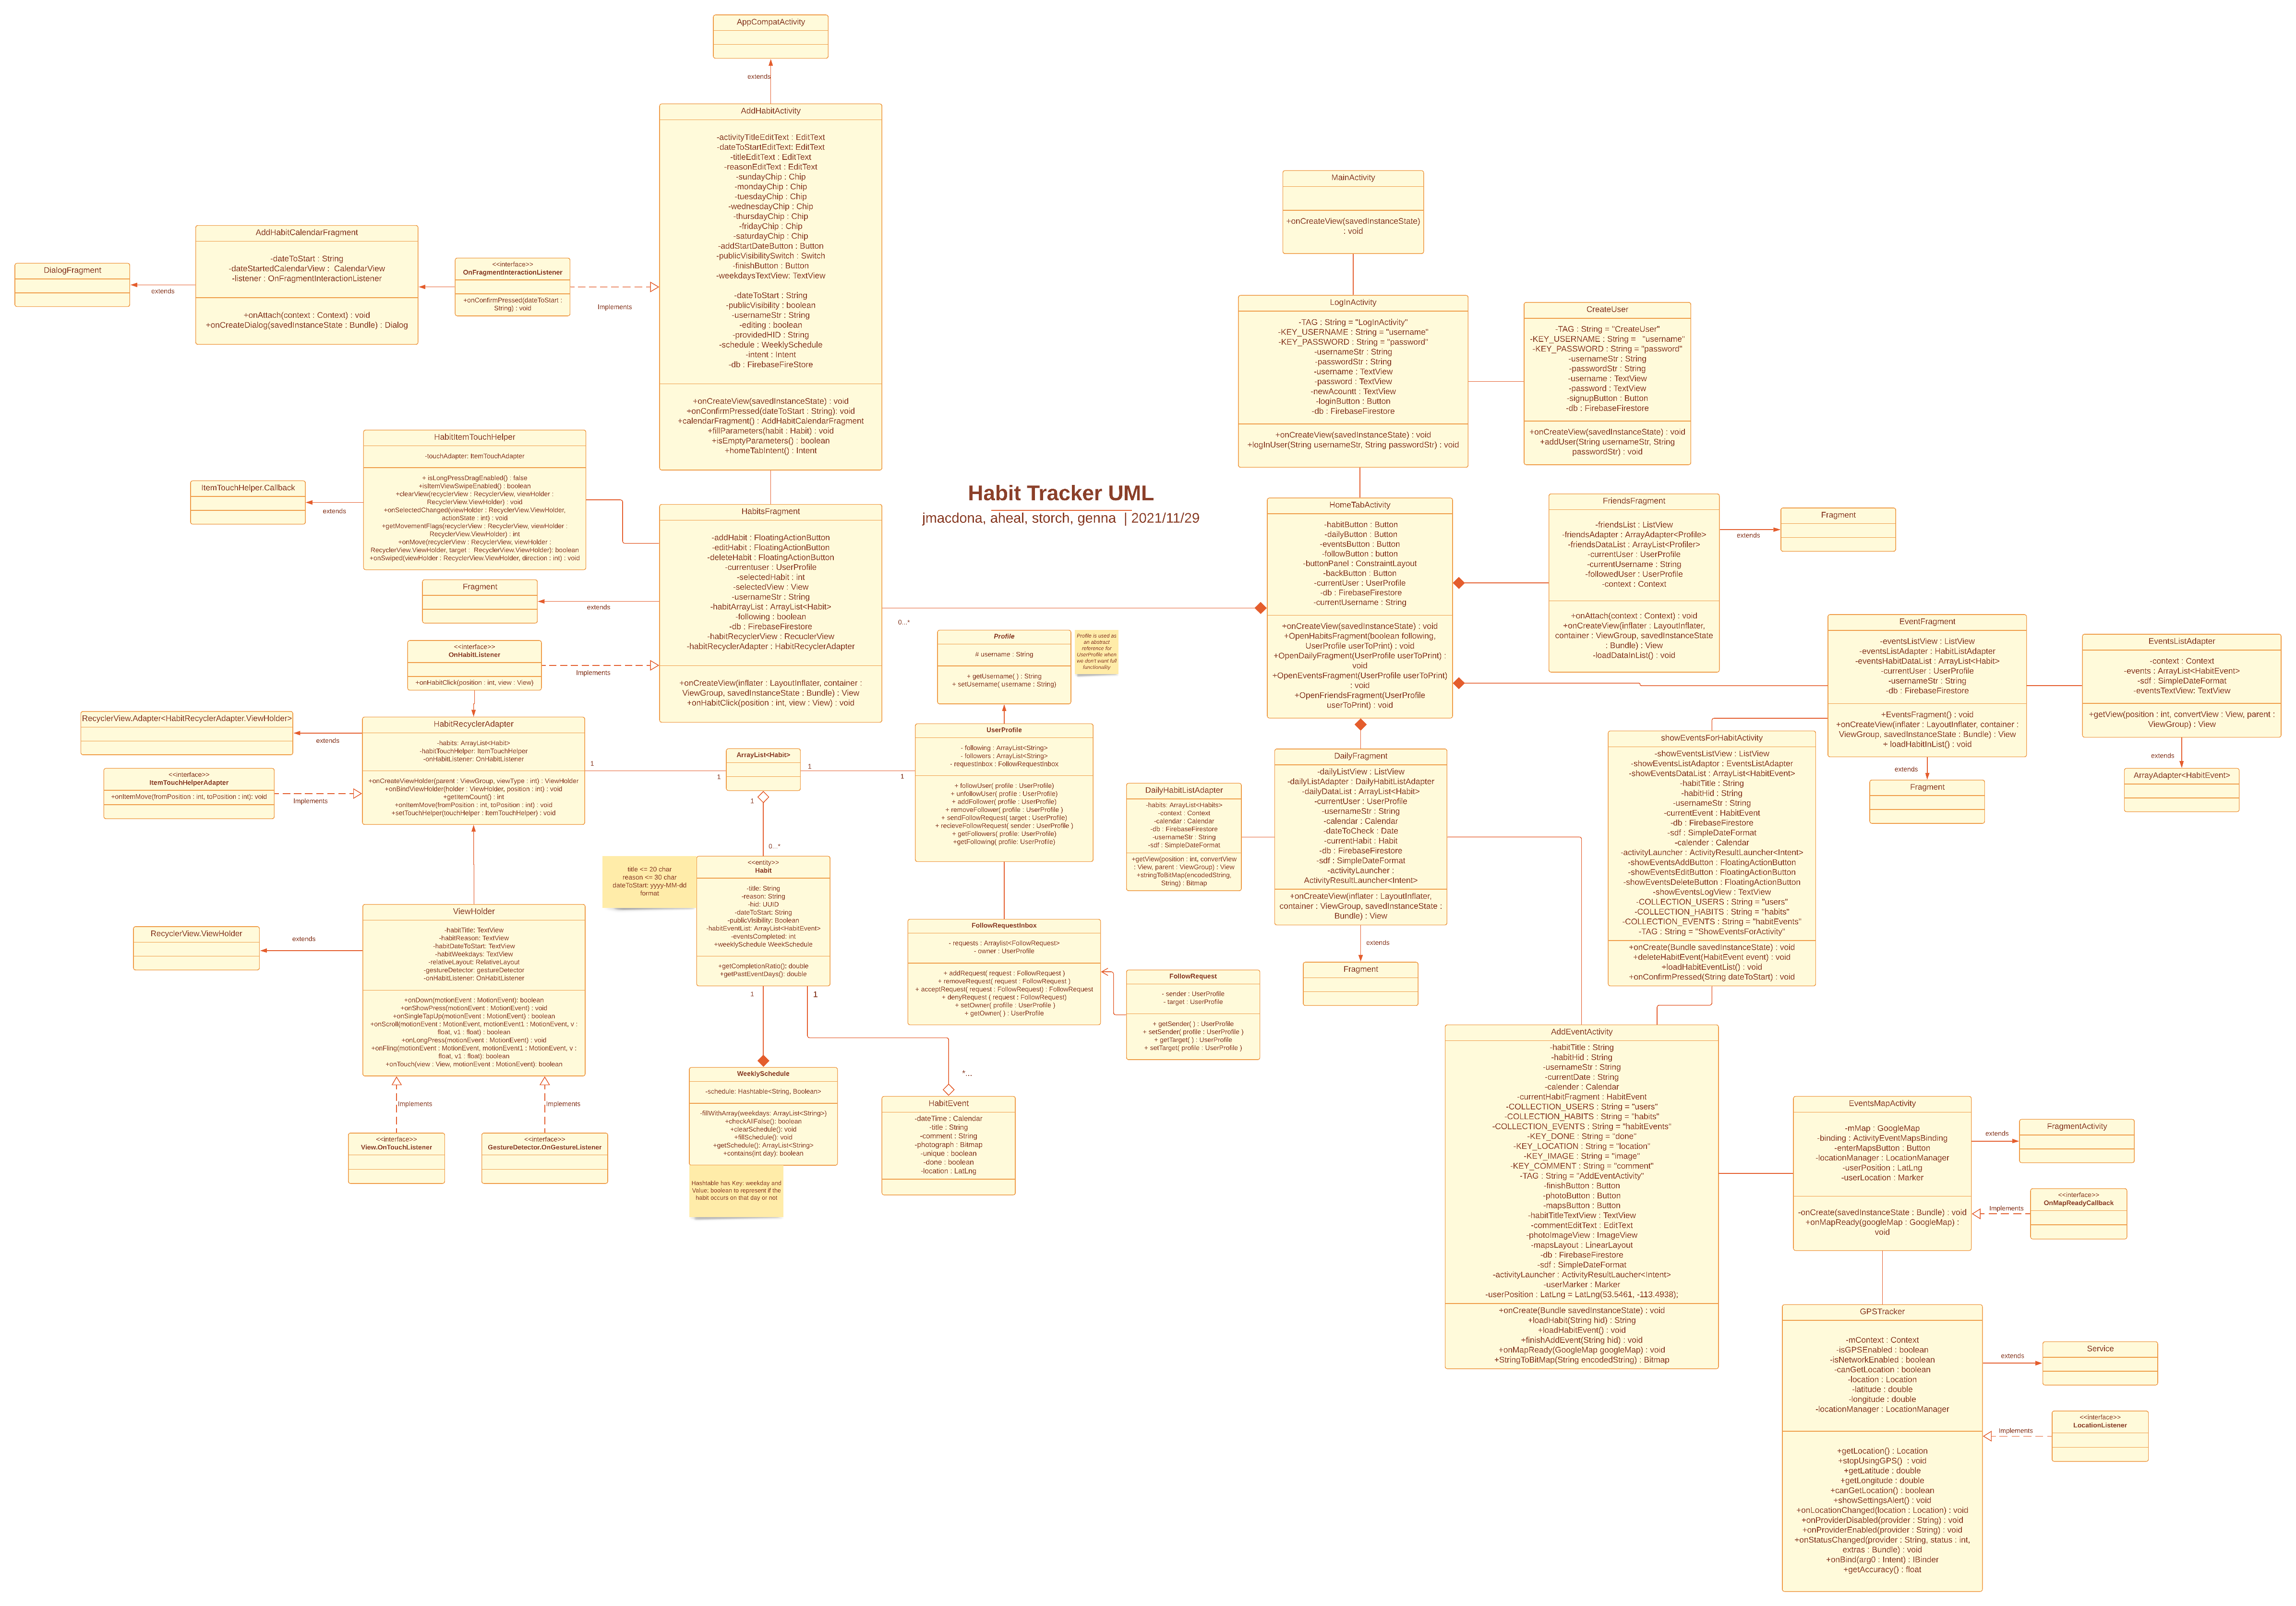 AppCompatActivity
extends
AddHabitActivity
-activityTitleEditText : EditText
-dateToStartEditText: EditText
-titleEditText : EditText
-reasonEditText : EditText
-sundayChip : Chip
-mondayChip : Chip
-tuesdayChip : Chip
-wednesdayChip : Chip
-thursdayChip : Chip
-fridayChip : Chip
-saturdayChip : Chip
-addStartDateButton : Button
-publicVisibilitySwitch : Switch
-finishButton : Button
-weekdaysTextView: TextView
-dateToStart : String
-publicVisibility : boolean
-usernameStr : String
-editing : boolean
-providedHID : String
-schedule : WeeklySchedule
-intent : Intent
-db : FirebaseFireStore
+onCreateView(savedInstanceState) : void
+onConfirmPressed(dateToStart : String): void
+calendarFragment() : AddHabitCalendarFragment
+fillParameters(habit : Habit) : void
+isEmptyParameters() : boolean
+homeTabIntent() : Intent
DialogFragment
extends
AddHabitCalendarFragment
-dateToStart : String
-dateStartedCalendarView : CalendarView
-listener : OnFragmentInteractionListener
+onAttach(context : Context) : void
+onCreateDialog(savedInstanceState : Bundle) : Dialog
<<interface>>
OnFragmentInteractionListener
+onConfirmPressed(dateToStart :
String) : void
Implements
MainActivity
+onCreateView(savedInstanceState)
: void
LogInActivity
-TAG : String = "LogInActivity"
-KEY_USERNAME : String = "username"
-KEY_PASSWORD : String = "password"
-usernameStr : String
-passwordStr : String
-username : TextView
-password : TextView
-newAcountt : TextView
-loginButton : Button
-db : FirebaseFirestore
+onCreateView(savedInstanceState) : void
+logInUser(String usernameStr, String passwordStr) : void
CreateUser
-TAG : String = "CreateUser"
-KEY_USERNAME : String = "username"
-KEY_PASSWORD : String = "password"
-usernameStr : String
-passwordStr : String
-username : TextView
-password : TextView
-signupButton : Button
-db : FirebaseFirestore
+onCreateView(savedInstanceState) : void
+addUser(String usernameStr, String
passwordStr) : void
HabitItemTouchHelper
-touchAdapter: ItemTouchAdapter
+ isLongPressDragEnabled() : false
+isItemViewSwipeEnabled() : boolean
+clearView(recyclerView : RecyclerView, viewHolder :
RecyclerView.ViewHolder) : void
+onSelectedChanged(viewHolder : RecyclerView.ViewHolder,
actionState : int) : void
+getMovementFlags(recyclerView : RecyclerView, viewHolder :
RecyclerView.ViewHolder) : int
+onMove(recyclerView : RecyclerView, viewHolder :
RecyclerView.ViewHolder, target : RecyclerView.ViewHolder): boolean
+onSwiped(viewHolder : RecyclerView.ViewHolder, direction : int) : void
ItemTouchHelper.Callback
extends
Habit Tracker UML
jmacdona, aheal, storch, genna | 2021/11/29
HabitsFragment
-addHabit : FloatingActionButton
-editHabit : FloatingActionButton
-deleteHabit : FloatingActionButton
-currentuser : UserProfile
-selectedHabit : int
-selectedView : View
-usernameStr : String
-habitArrayList : ArrayList<Habit>
-following : boolean
-db : FirebaseFirestore
-habitRecyclerView : RecuclerView
-habitRecyclerAdapter : HabitRecyclerAdapter
+onCreateView(inflater : LayoutInflater, container :
ViewGroup, savedInstanceState : Bundle) : View
+onHabitClick(position : int, view : View) : void
Fragment
extends
<<interface>>
OnHabitListener
+onHabitClick(position : int, view : View)
Implements
0...*
HomeTabActivity
-habitButton : Button
-dailyButton : Button
-eventsButton : Button
-followButton : button
-buttonPanel : ConstraintLayout
-backButton : Button
-currentUser : UserProfile
-db : FirebaseFirestore
-currentUsername : String
+onCreateView(savedInstanceState) : void
+OpenHabitsFragment(boolean following,
UserProfile userToPrint) : void
+OpenDailyFragment(UserProfile userToPrint) :
void
+OpenEventsFragment(UserProfile userToPrint)
: void
+OpenFriendsFragment(UserProfile
userToPrint) : void
FriendsFragment
-friendsList : ListView
-friendsAdapter : ArrayAdapter<Profile>
-friendsDataList : ArrayList<Profiler>
-currentUser : UserProfile
-currentUsername : String
-followedUser : UserProfile
-context : Context
+onAttach(context : Context) : void
+onCreateView(inflater : LayoutInflater,
container : ViewGroup, savedInstanceState
: Bundle) : View
-loadDataInList() : void
extends
Fragment
Profile
# username : String
+ getUsername( ) : String
+ setUsername( username : String)
Profile is used as
an abstract
reference for
UserProfile when
we don't want full
functionality
EventFragment
-eventsListView : ListView
-eventsListAdapter : HabitListAdapter
-eventsHabitDataList : ArrayList<Habit>
-currentUser : UserProfile
-usernameStr : String
-db : FirebaseFirestore
+EventsFragment() : void
+onCreateView(inflater : LayoutInflater, container :
ViewGroup, savedInstanceState : Bundle) : View
+ loadHabitInList() : void
extends
Fragment
EventsListAdapter
-context : Context
-events : ArrayList<HabitEvent>
-sdf : SimpleDateFormat
-eventsTextView: TextView
+getView(position : int, convertView : View, parent :
ViewGroup) : View
extends
ArrayAdapter<HabitEvent>
RecyclerView.Adapter<HabitRecyclerAdapter.ViewHolder>
extends
<<interface>>
ItemTouchHelperAdapter
+onItemMove(fromPosition : int, toPosition : int): void
Implements
HabitRecyclerAdapter
-habits: ArrayList<Habit>
-habitTouchHelper: ItemTouchHelper
-onHabitListener: OnHabitListener
+onCreateViewHolder(parent : ViewGroup, viewType : int) : ViewHolder
+onBindViewHolder(holder : ViewHolder, position : int) : void
+getItemCount() : int
+onItemMove(fromPosition : int, toPosition : int) : void
+setTouchHelper(touchHelper : ItemTouchHelper) : void
1
1
ArrayList<Habit>
1
1
1
0...*
UserProfile
- following : ArrayList<String>
- followers : ArrayList<String>
- requestInbox : FollowRequestInbox
+ followUser( profile : UserProfile)
+ unfollowUser( profile : UserProfile)
+ addFollower( profile : UserProfile)
+ removeFollower( profile : UserProfile )
+ sendFollowRequest( target : UserProfile)
+ recieveFollowRequest( sender : UserProfile )
+ getFollowers( profile: UserProfile)
+getFollowing( profile: UserProfile)
DailyHabitListAdapter
-habits: ArrayList<Habits>
-context : Context
-calendar : Calendar
-db : FirebaseFirestore
-usernameStr : String
-sdf : SimpleDateFormat
+getView(position : int, convertView
: View, parent : ViewGroup) : View
+stringToBitMap(encodedString,
String) : Bitmap
DailyFragment
-dailyListView : ListView
-dailyListAdapter : DailyHabitListAdapter
-dailyDataList : ArrayList<Habit>
-currentUser : UserProfile
-usernameStr : String
-calendar : Calendar
-dateToCheck : Date
-currentHabit : Habit
-db : FirebaseFirestore
-sdf : SimpleDateFormat
-activityLauncher :
ActivityResultLauncher<Intent>
+onCreateView(inflater : LayoutInflater,
container : ViewGroup, savedInstanceState :
Bundle) : View
extends
Fragment
showEventsForHabitActivity
-showEventsListView : ListView
-showEventsListAdaptor : EventsListAdapter
-showEventsDataList : ArrayList<HabitEvent>
-habitTitle : String
-habitHid : String
-usernameStr : String
-currentEvent : HabitEvent
-db : FirebaseFirestore
-sdf : SimpleDateFormat
-calender : Calendar
-activityLauncher : ActivityResultLauncher<Intent>
-showEventsAddButton : FloatingActionButton
-showEventsEditButton : FloatingActionButton
-showEventsDeleteButton : FloatingActionButton
-showEventsLogView : TextView
-COLLECTION_USERS : String = "users"
-COLLECTION_HABITS : String = "habits"
-COLLECTION_EVENTS : String = "habitEvents"
-TAG : String = "ShowEventsForActivity"
+onCreate(Bundle savedInstanceState) : void
+deleteHabitEvent(HabitEvent event) : void
+loadHabitEventList() : void
+onConfirmPressed(String dateToStart) : void
title <= 20 char
reason <= 30 char
dateToStart: yyyy-MM-dd
format
<<entity>>
Habit
-title: String
-reason: String
-hid: UUID
-dateToStart: String
-publicVisibility: Boolean
-habitEventList: ArrayList<HabitEvent>
-eventsCompleted: int
+weeklySchedule WeekSchedule
+getCompletionRatio(): double
+getPastEventDays(): double
1
1
*...
ViewHolder
-habitTitle: TextView
-habitReason: TextView
-habitDateToStart: TextView
-habitWeekdays: TextView
-relativeLayout: RelativeLayout
-gestureDetector: gestureDetector
-onHabitListener: OnHabitListener
+onDown(motionEvent : MotionEvent): boolean
+onShowPress(motionEvent : MotionEvent) : void
+onSingleTapUp(motionEvent : MotionEvent) : boolean
+onScroll(motionEvent : MotionEvent, motionEvent1 : MotionEvent, v :
float, v1 : float) : boolean
+onLongPress(motionEvent : MotionEvent) : void
+onFling(motionEvent : MotionEvent, motionEvent1 : MotionEvent, v :
float, v1 : float): boolean
+onTouch(view : View, motionEvent : MotionEvent): boolean
RecyclerView.ViewHolder
extends
Implements
Implements
<<interface>>
View.OnTouchListener
<<interface>>
GestureDetector.OnGestureListener
FollowRequestInbox
- requests : Arraylist<FollowRequest>
- owner : UserProfile
+ addRequest( request : FollowRequest )
+ removeRequest( request : FollowRequest )
+ acceptRequest( request : FollowRequest) : FollowRequest
+ denyRequest ( request : FollowRequest)
+ setOwner( profile : UserProfile )
+ getOwner( ) : UserProfile
FollowRequest
- sender : UserProfile
- target : UserProfile
+ getSender( ) : UserProfile
+ setSender( profile : UserProfile )
+ getTarget( ) : UserProfile
+ setTarget( profile : UserProfile )
WeeklySchedule
-schedule: Hashtable<String, Boolean>
-fillWithArray(weekdays: ArrayList<String>)
+checkAllFalse(): boolean
+clearSchedule(): void
+fillSchedule(): void
+getSchedule(): ArrayList<String>
+contains(int day): boolean
Hashtable has Key: weekday and
Value: boolean to represent if the
habit occurs on that day or not
HabitEvent
-dateTime : Calendar
-title : String
-comment : String
-photograph : Bitmap
-unique : boolean
-done : boolean
-location : LatLng
AddEventActivity
-habitTitle : String
-habitHid : String
-usernameStr : String
-currentDate : String
-calender : Calendar
-currentHabitFragment : HabitEvent
-COLLECTION_USERS : String = "users"
-COLLECTION_HABITS : String = "habits"
-COLLECTION_EVENTS : String = "habitEvents"
-KEY_DONE : String = "done"
-KEY_LOCATION : String = "location"
-KEY_IMAGE : String = "image"
-KEY_COMMENT : String = "comment"
-TAG : String = "AddEventActivity"
-finishButton : Button
-photoButton : Button
-mapsButton : Button
-habitTitleTextView : TextView
-commentEditText : EditText
-photoImageView : ImageView
-mapsLayout : LinearLayout
-db : FirebaseFirestore
-sdf : SimpleDateFormat
-activityLauncher : ActivityResultLaucher<Intent>
-userMarker : Marker
-userPosition : LatLng = LatLng(53.5461, -113.4938);
+onCreate(Bundle savedInstanceState) : void
+loadHabit(String hid) : String
+loadHabitEvent() : void
+finishAddEvent(String hid) : void
+onMapReady(GoogleMap googleMap) : void
+StringToBitMap(String encodedString) : Bitmap
EventsMapActivity
-mMap : GoogleMap
-binding : ActivityEventMapsBinding
-enterMapsButton : Button
-locationManager : LocationManager
-userPosition : LatLng
-userLocation : Marker
-onCreate(savedInstanceState : Bundle) : void
+onMapReady(googleMap : GoogleMap) :
void
extends
FragmentActivity
Implements
<<interface>>
OnMapReadyCallback
GPSTracker
-mContext : Context
-isGPSEnabled : boolean
-isNetworkEnabled : boolean
-canGetLocation : boolean
-location : Location
-latitude : double
-longitude : double
-locationManager : LocationManager
+getLocation() : Location
+stopUsingGPS() : void
+getLatitude : double
+getLongitude : double
+canGetLocation() : boolean
+showSettingsAlert() : void
+onLocationChanged(location : Location) : void
+onProviderDisabled(provider : String) : void
+onProviderEnabled(provider : String) : void
+onStatusChanged(provider : String, status : int,
extras : Bundle) : void
+onBind(arg0 : Intent) : IBinder
+getAccuracy() : float
extends
Service
Implements
<<interface>>
LocationListener